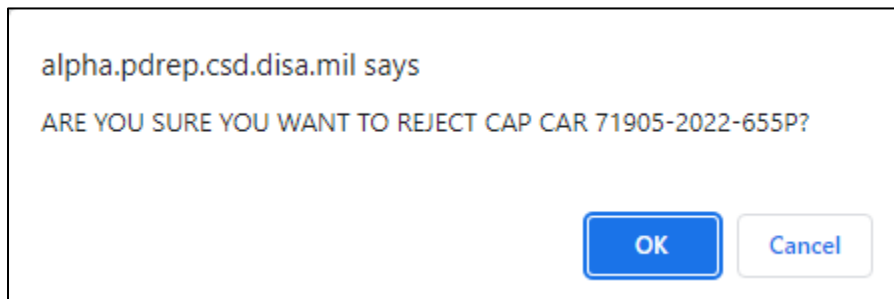 alpha.pdrep.csd.disa.mil says
ARE YOU SURE YOU WANT TO REJECT CAP CAR 71905-2022-655P?
OK Cancel